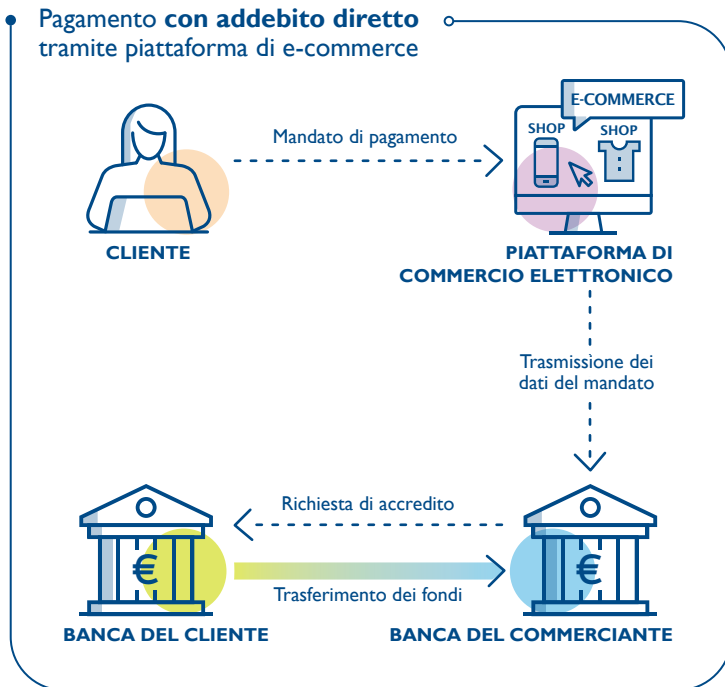 Pagamento con addebito diretto
tramite piattaforma di e-commerce
E-COMMERCE
SHOP
SHOP
Mandato di pagamento
CLIENTE
PIATTAFORMA DI
COMMERCIO ELETTRONICO
Trasmissione dei
dati del mandato
Richiesta di accredito
€
€
Trasferimento dei fondi
BANCA DEL CLIENTE
BANCA DEL COMMERCIANTE